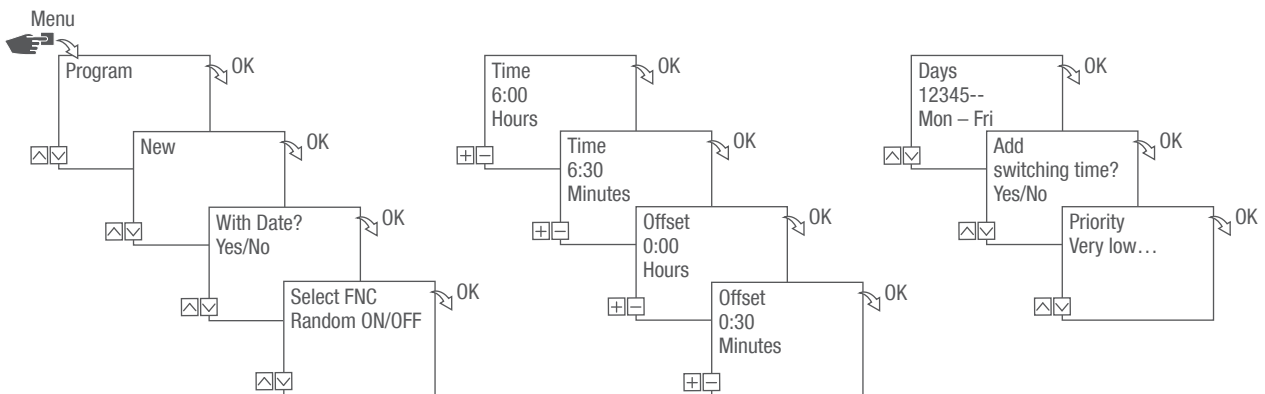 Menu
Program
OK
New
OK
With Date?
Yes/No
OK
Select FNC
Random ON/OFF
OK
Time
6:00
Hours
OK
+ −
Time
6:30
Minutes
OK
+ −
Offset
0:00
Hours
OK
+ −
Offset
0:30
Minutes
OK
+ −
Days
12345--
Mon – Fri
OK
Add
switching time?
Yes/No
OK
Priority
Very low…
OK